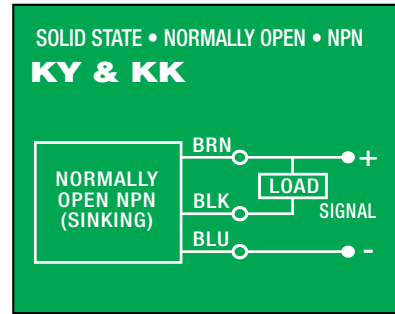 SOLID STATE • NORMALLY OPEN • NPN
KY & KK
BRN
+
NORMALLY
OPEN NPN
(SINKING)
LOAD
BLK
SIGNAL
BLU
-